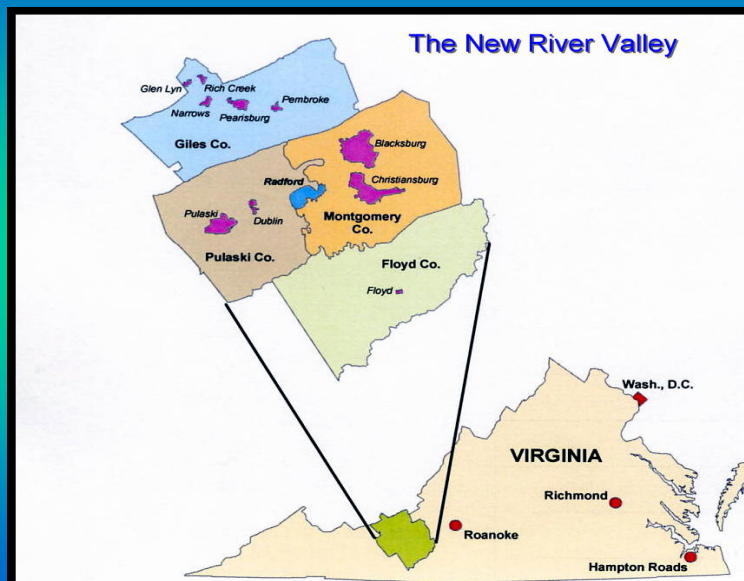 The New River Valley
Glen Lyn
Rich Creek
Narrows
Pearisburg
Pembroke
Giles Co.
Blacksburg
Radford
Christiansburg
Pulaski
Dublin
Montgomery
Co.
Pulaski Co.
Floyd Co.
Floyd
Wash., D.C.
VIRGINIA
Richmond
Roanoke
Hampton Roads